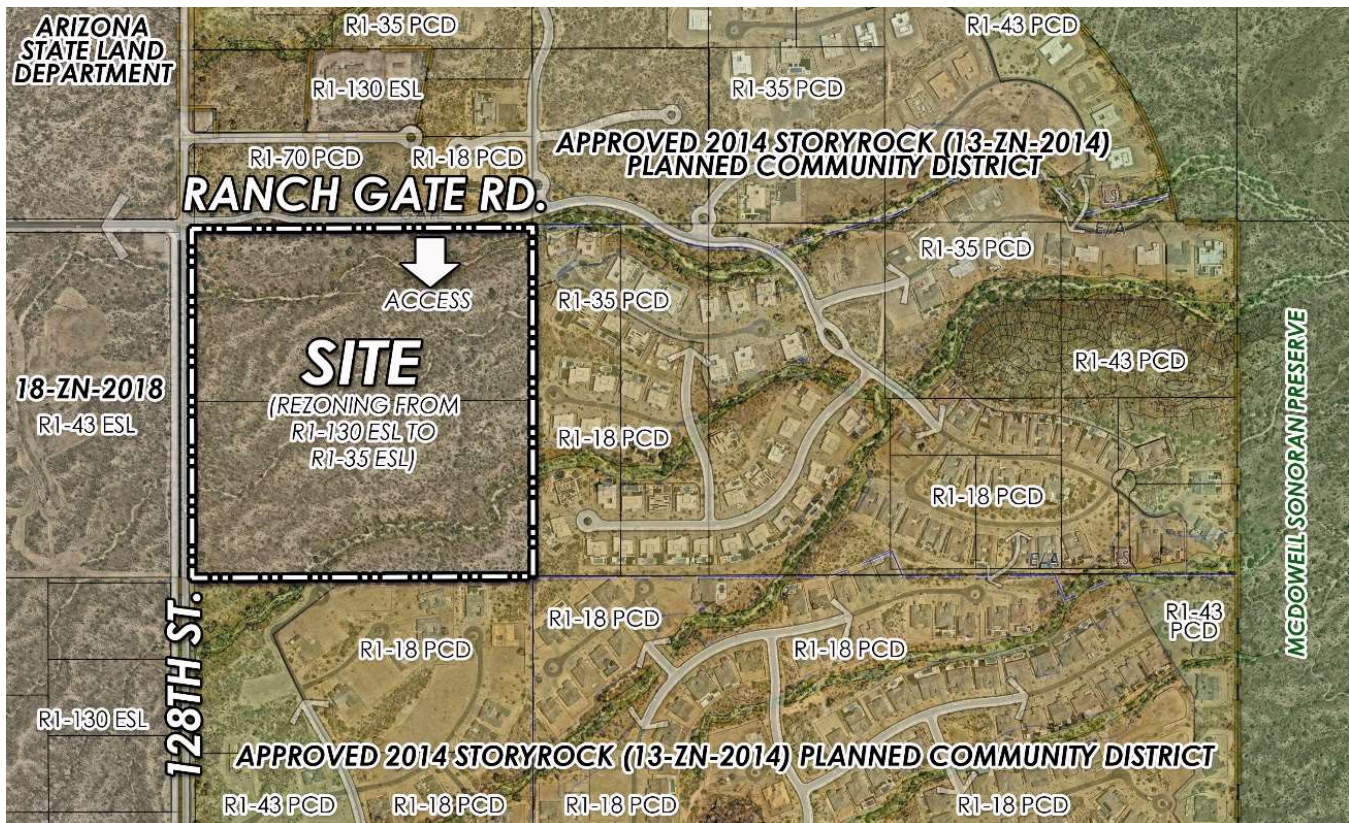 ARIZONA
STATE LAND
DEPARTMENT
R1-35 PCD
R1-43 PCD
R1-130 ESL
R1-35 PCD
R1-70 PCD
R1-18 PCD
APPROVED 2014 STORYROCK (13-ZN-2014)
PLANNED COMMUNITY DISTRICT
RANCH GATE RD.
E/A
R1-35 PCD
ACCESS
R1-35 PCD
SITE
(REZONING FROM
R1-130 ESL TO
R1-35 ESL)
18-ZN-2018
R1-43 ESL
R1-43 PCD
MCDOWELL SONORAN PRESERVE
R1-18 PCD
R1-18 PCD
E/A
128TH ST.
R1-18 PCD
R1-18 PCD
R1-18 PCD
R1-43
PCD
R1-130 ESL
APPROVED 2014 STORYROCK (13-ZN-2014) PLANNED COMMUNITY DISTRICT
R1-43 PCD
R1-18 PCD
R1-18 PCD
R1-18 PCD